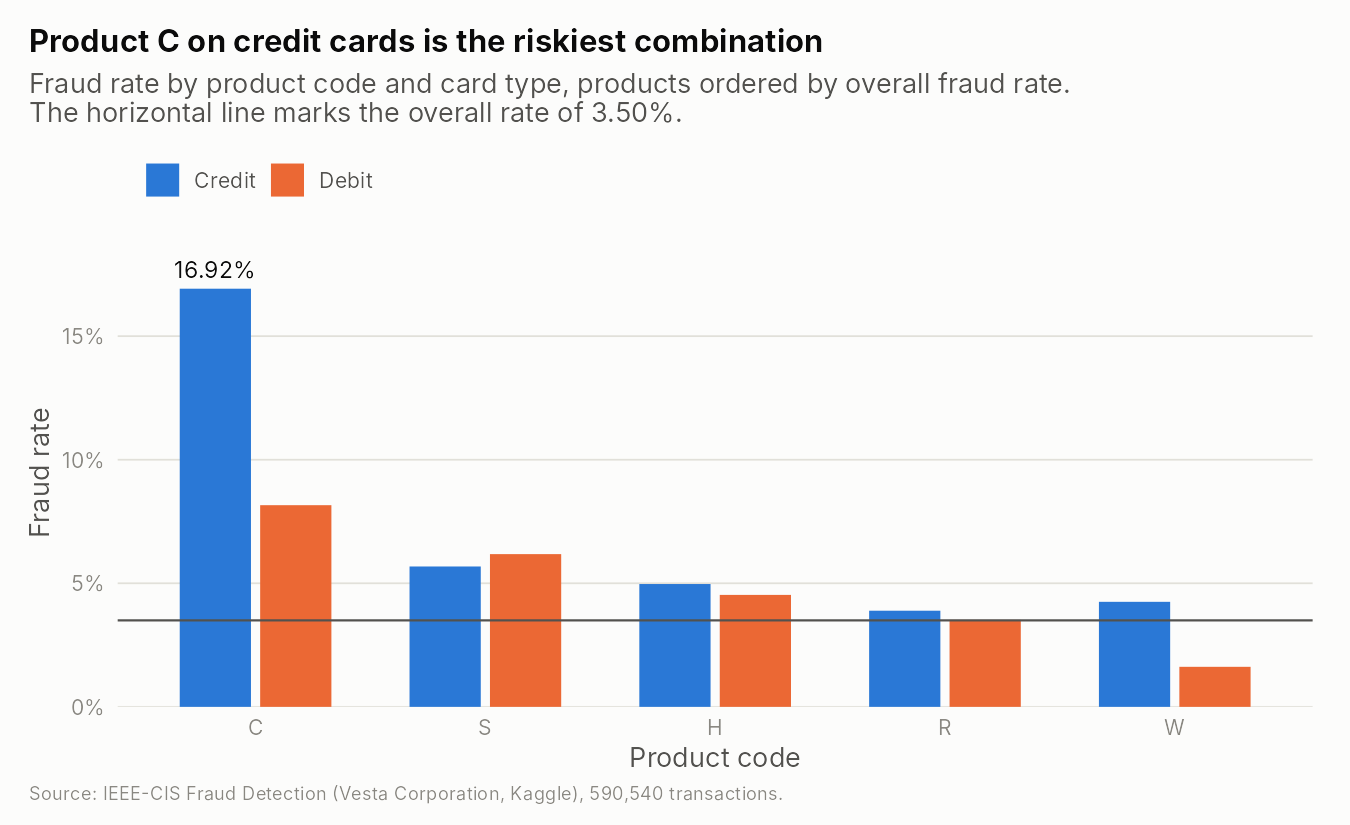 Product C on credit cards is the riskiest combination
Fraud rate by product code and card type, products ordered by overall fraud rate.
The horizontal line marks the overall rate of 3.50%.
Credit
Debit
16.92%
15%
10%
5%
0%
Fraud rate
C
S
H
R
W
Product code
Source: IEEE-CIS Fraud Detection (Vesta Corporation, Kaggle), 590,540 transactions.